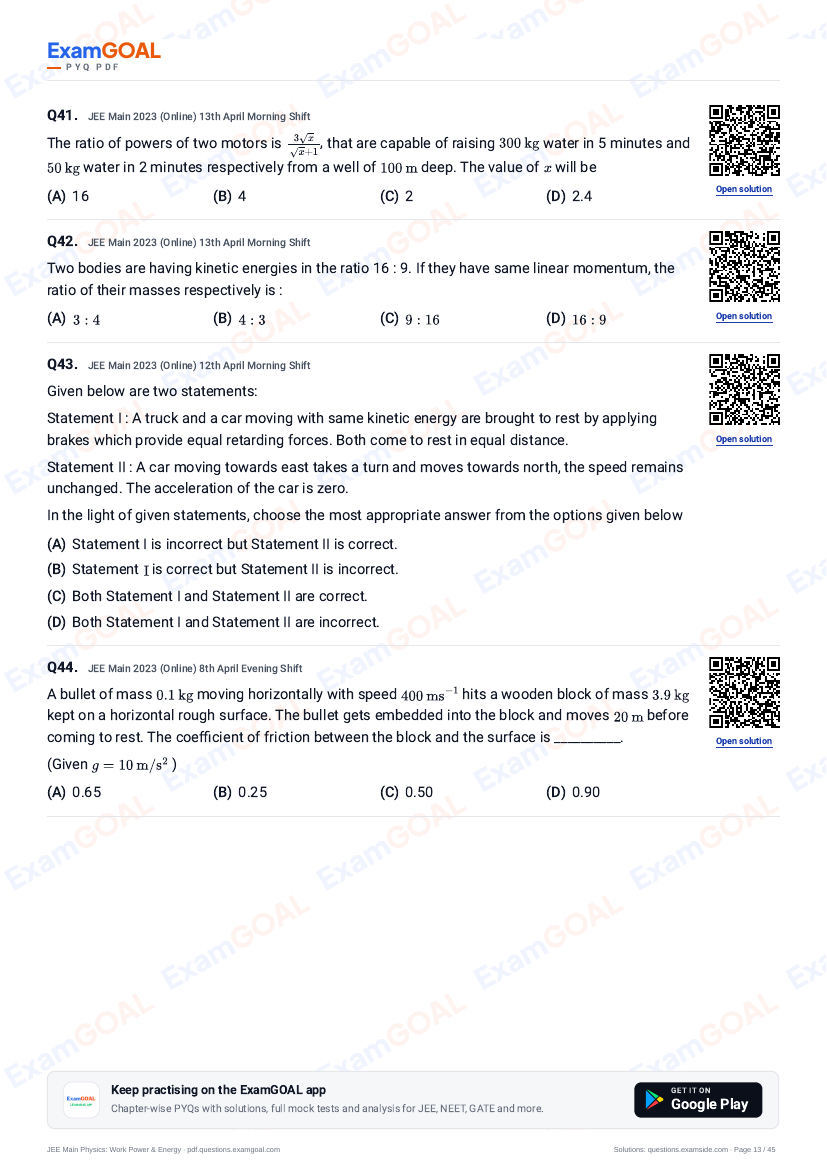 ExamGOAL
PYQ PDF
Q41. JEE Main 2023 (Online) 13th April Morning Shift
The ratio of powers of two motors is 3√x/(√x+1), that are capable of raising 300 kg water in 5 minutes and
50 kg water in 2 minutes respectively from a well of 100 m deep. The value of x will be
(A) 16 (B) 4 (C) 2 (D) 2.4
Open solution
Q42. JEE Main 2023 (Online) 13th April Morning Shift
Two bodies are having kinetic energies in the ratio 16 : 9. If they have same linear momentum, the
ratio of their masses respectively is :
(A) 3 : 4 (B) 4 : 3 (C) 9 : 16 (D) 16 : 9
Open solution
Q43. JEE Main 2023 (Online) 12th April Morning Shift
Given below are two statements:
Statement I : A truck and a car moving with same kinetic energy are brought to rest by applying
brakes which provide equal retarding forces. Both come to rest in equal distance.
Statement II : A car moving towards east takes a turn and moves towards north, the speed remains
unchanged. The acceleration of the car is zero.
In the light of given statements, choose the most appropriate answer from the options given below
(A) Statement I is incorrect but Statement II is correct.
(B) Statement I is correct but Statement II is incorrect.
(C) Both Statement I and Statement II are correct.
(D) Both Statement I and Statement II are incorrect.
Open solution
Q44. JEE Main 2023 (Online) 8th April Evening Shift
A bullet of mass 0.1 kg moving horizontally with speed 400 ms⁻¹ hits a wooden block of mass 3.9 kg
kept on a horizontal rough surface. The bullet gets embedded into the block and moves 20 m before
coming to rest. The coefficient of friction between the block and the surface is __________.
(Given g = 10 m/s² )
(A) 0.65 (B) 0.25 (C) 0.50 (D) 0.90
Open solution
ExamGOAL
Keep practising on the ExamGOAL app
Chapter-wise PYQs with solutions, full mock tests and analysis for JEE, NEET, GATE and more.
GET IT ON
Google Play
JEE Main Physics: Work Power & Energy · pdf.questions.examgoal.com
Solutions: questions.examside.com · Page 13 / 45